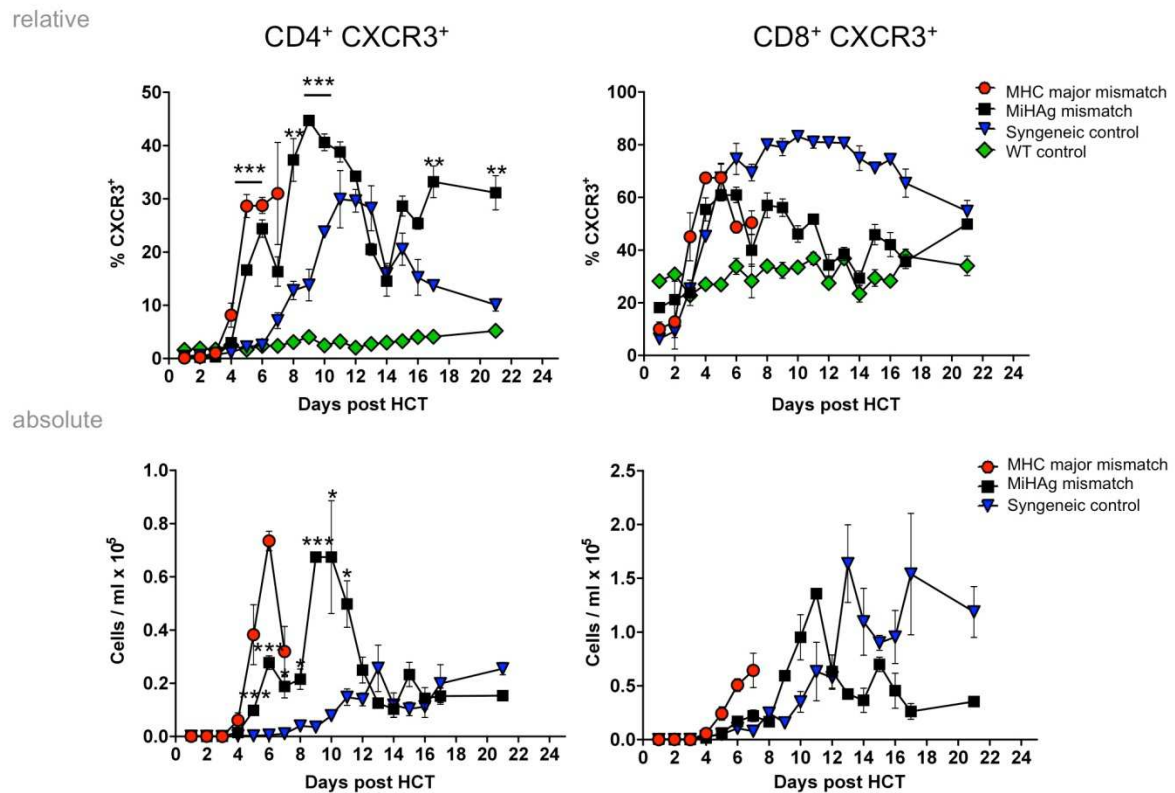 relative
CD4⁺ CXCR3⁺
CD8⁺ CXCR3⁺
MHC major mismatch
MiHAg mismatch
Syngeneic control
WT control
% CXCR3⁺
50
40
30
20
10
0
***
***
**
**
**
0 2 4 6 8 10 12 14 16 18 20 22 24
Days post HCT
% CXCR3⁺
100
80
60
40
20
0
0 2 4 6 8 10 12 14 16 18 20 22 24
Days post HCT
absolute
MHC major mismatch
MiHAg mismatch
Syngeneic control
Cells / ml x 10⁵
1.0
0.8
0.6
0.4
0.2
0.0
*
***
*
***
*
***
*
0 2 4 6 8 10 12 14 16 18 20 22 24
Days post HCT
Cells / ml x 10⁵
2.5
2.0
1.5
1.0
0.5
0.0
0 2 4 6 8 10 12 14 16 18 20 22 24
Days post HCT